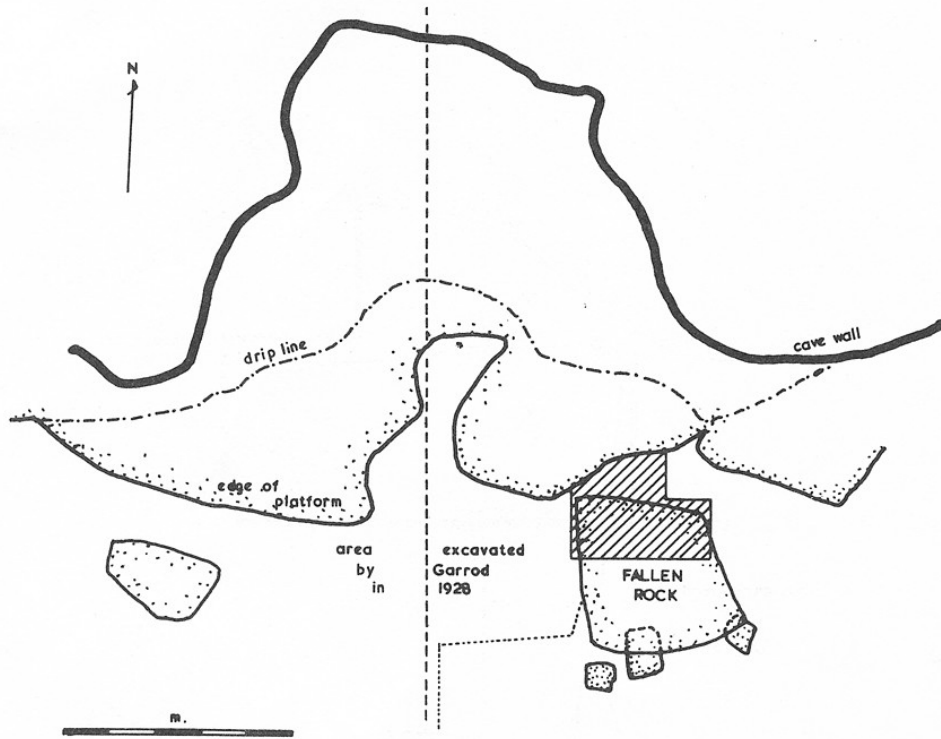 N
drip line
cave wall
edge of
platform
area excavated
by Garrod
in 1928
FALLEN
ROCK
m.